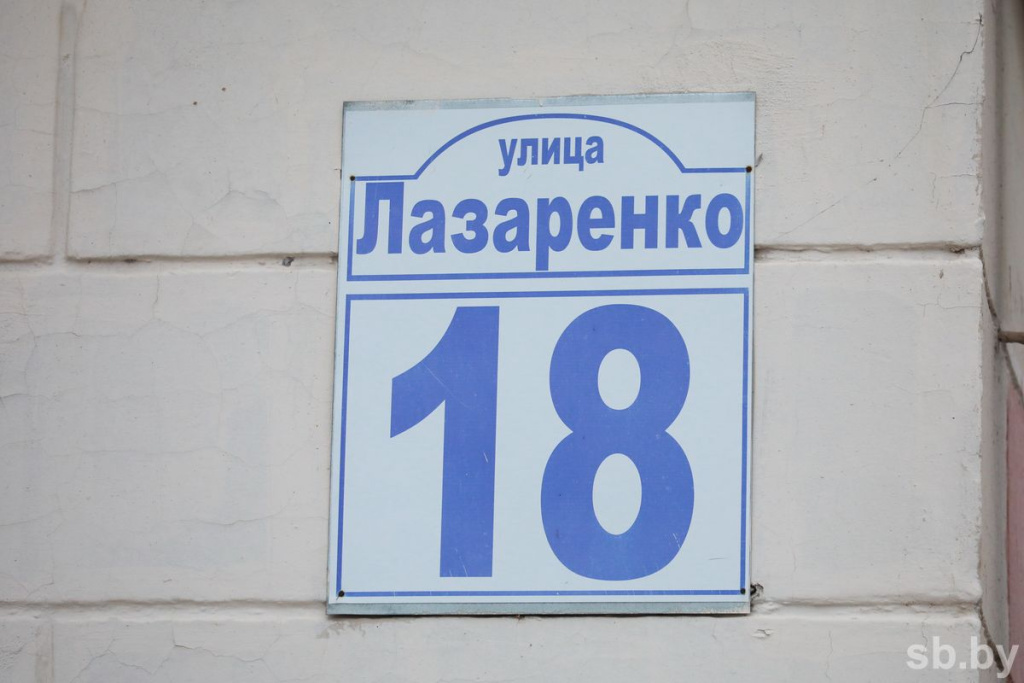 улица
Лазаренко
18
sb.by